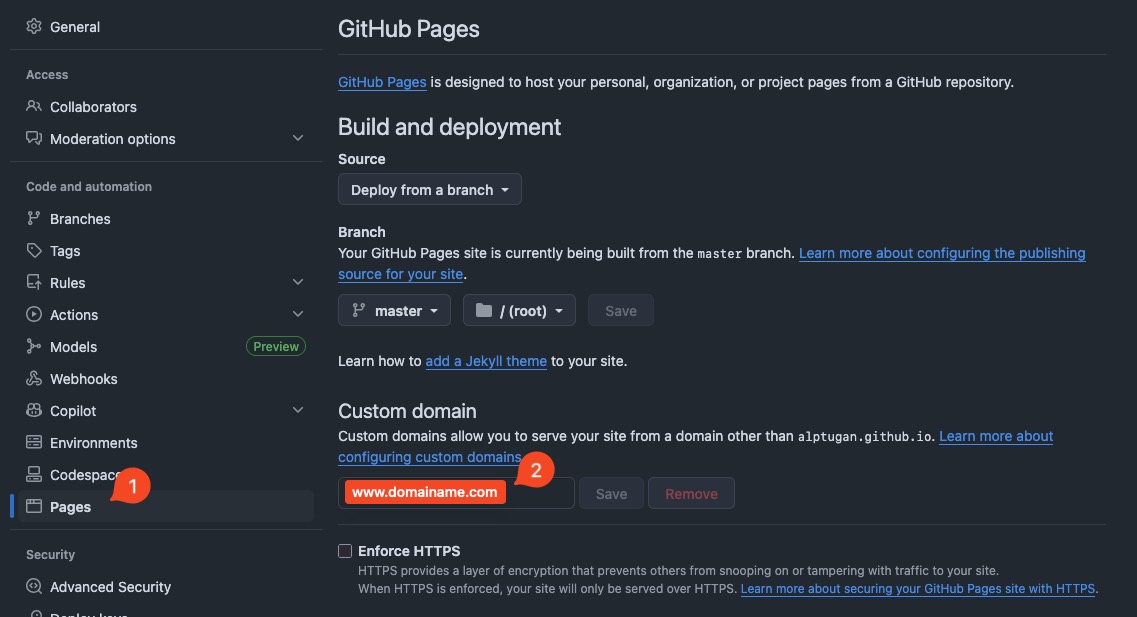 General
Access
Collaborators
Moderation options
Code and automation
Branches
Tags
Rules
Actions
Models Preview
Webhooks
Copilot
Environments
Codespac
1
Pages
Security
Advanced Security
Deploy keys
GitHub Pages
GitHub Pages is designed to host your personal, organization, or project pages from a GitHub repository.
Build and deployment
Source
Deploy from a branch
Branch
Your GitHub Pages site is currently being built from the master branch. Learn more about configuring the publishing
source for your site.
master / (root) Save
Learn how to add a Jekyll theme to your site.
Custom domain
Custom domains allow you to serve your site from a domain other than alptugan.github.io. Learn more about
configuring custom domains
2
www.domainame.com Save Remove
Enforce HTTPS
HTTPS provides a layer of encryption that prevents others from snooping on or tampering with traffic to your site.
When HTTPS is enforced, your site will only be served over HTTPS. Learn more about securing your GitHub Pages site with HTTPS.